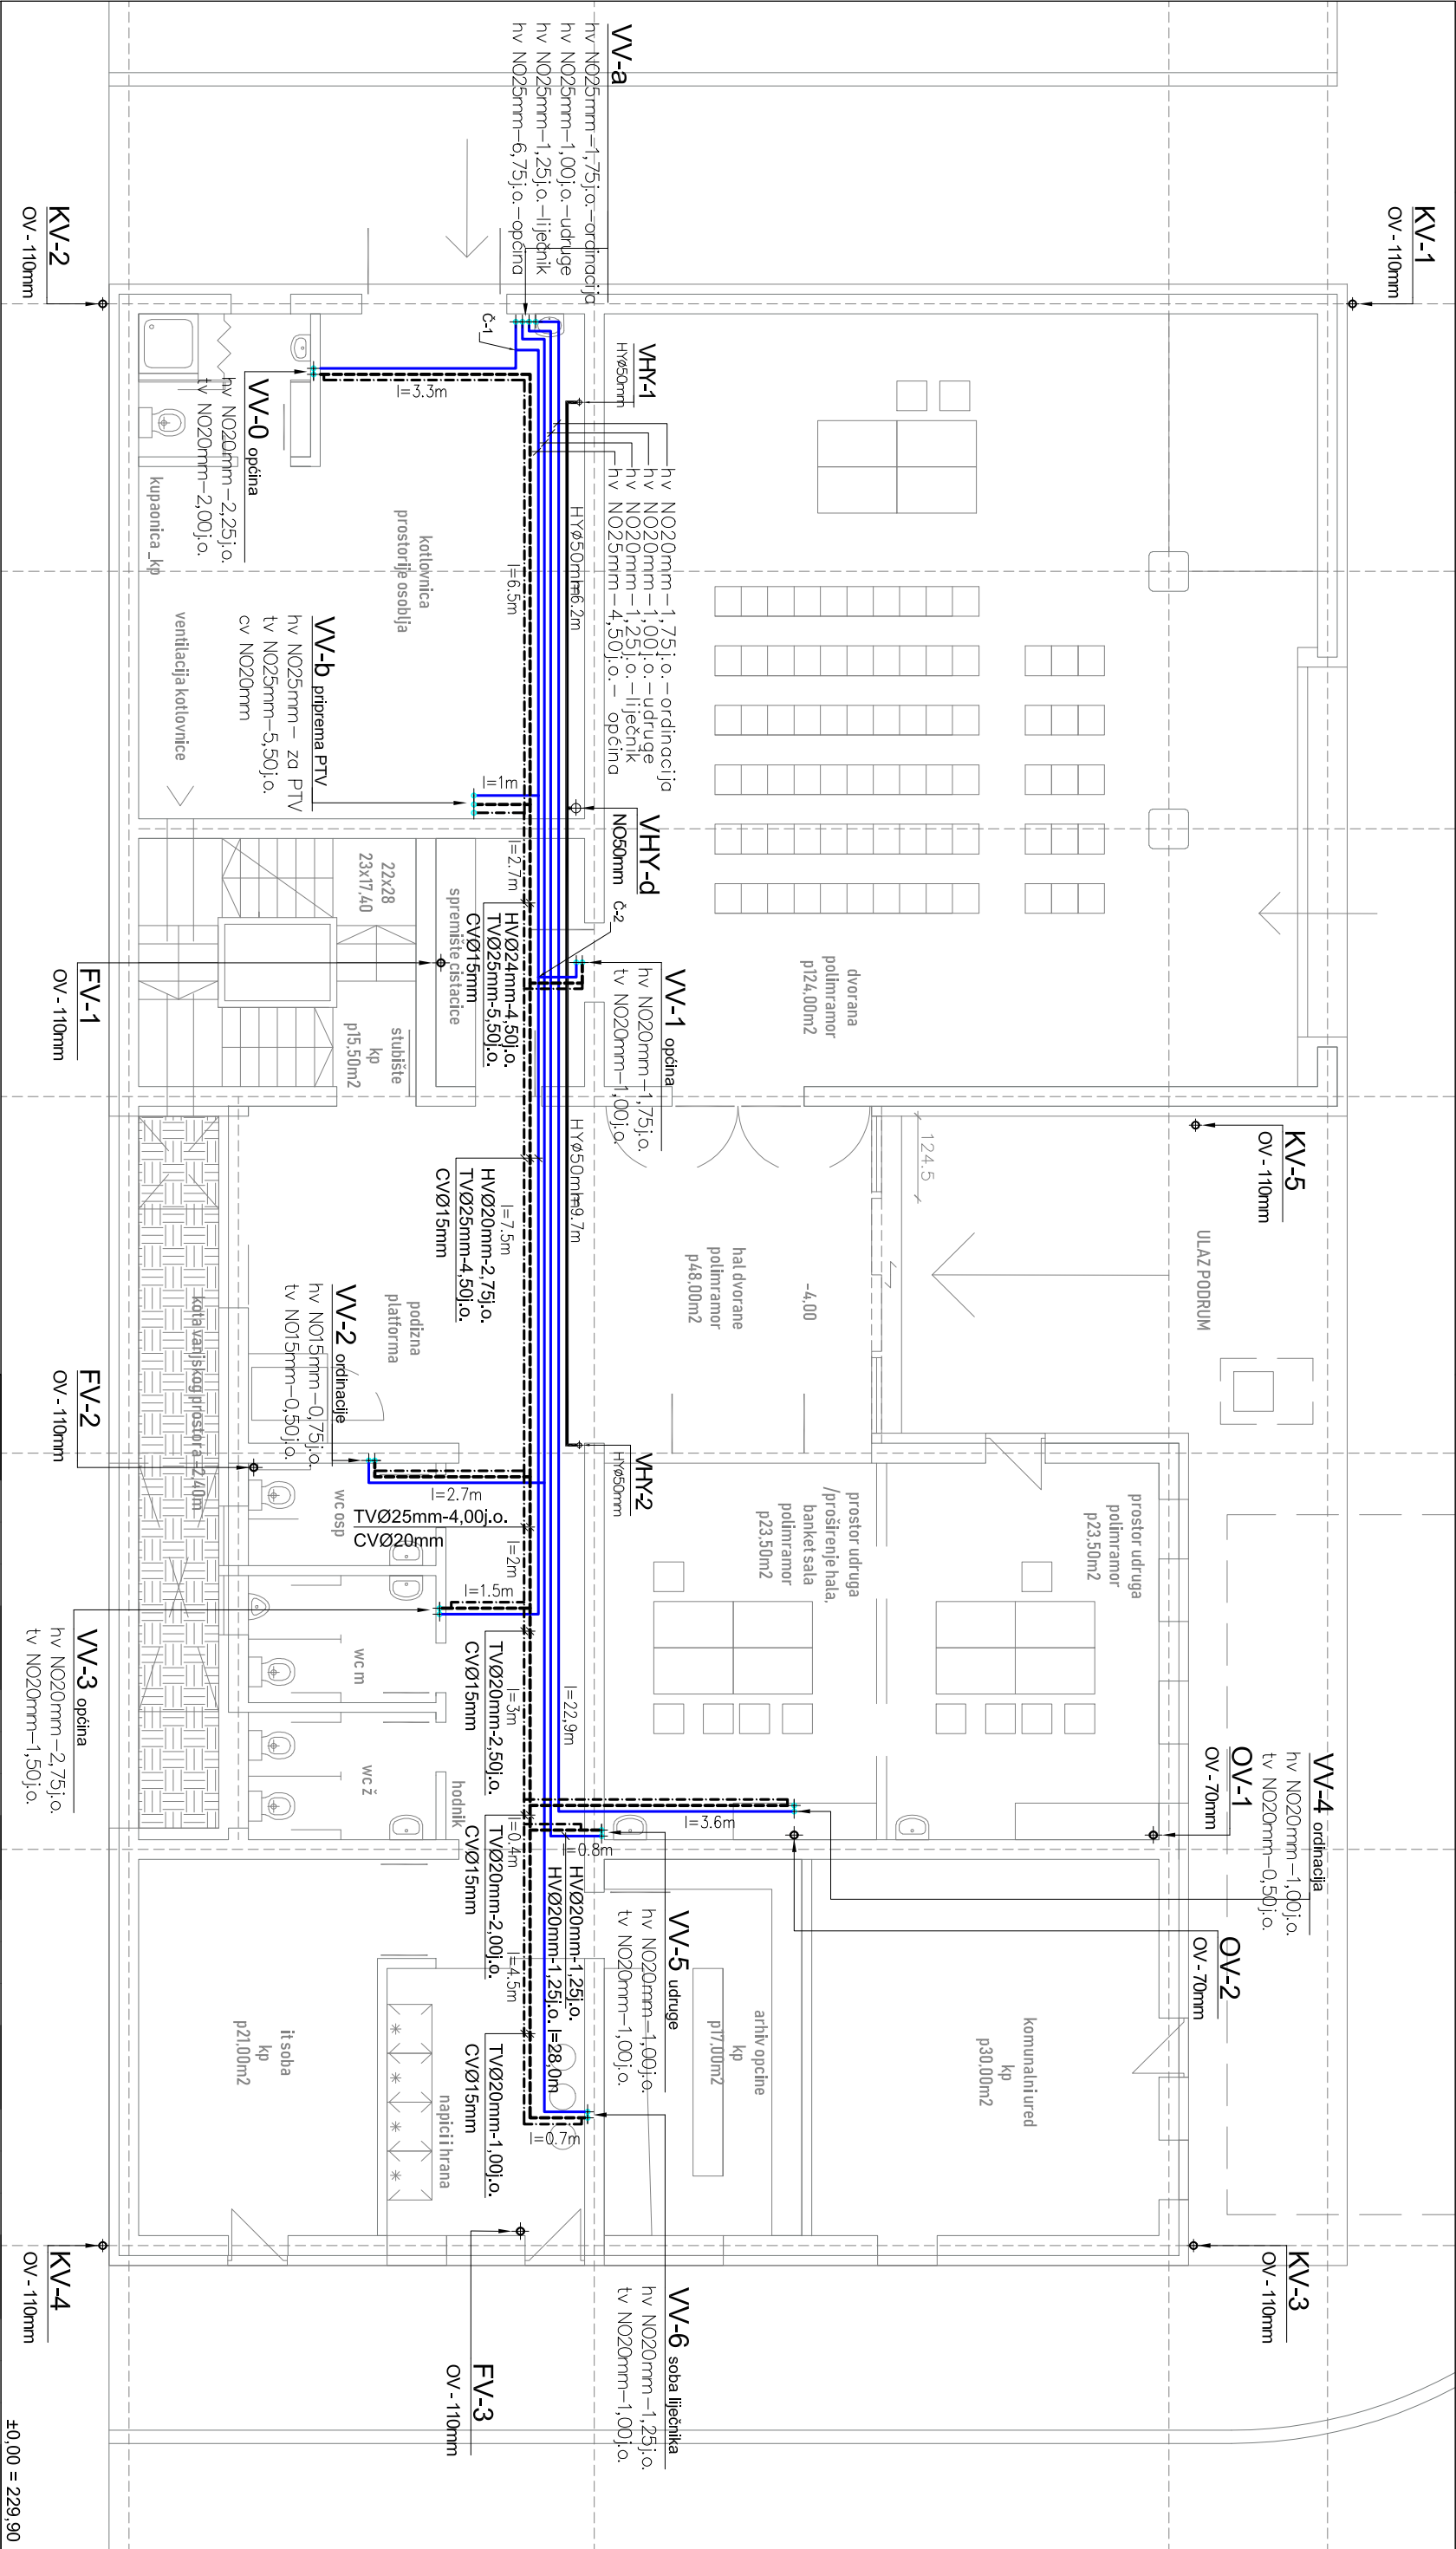 VV-a
hv NO25mm–1,75j.o.–ordinacija
hv NO25mm–1,00j.o.–udruge
hv NO25mm–1,25j.o.–liječnik
hv NO25mm–6,75j.o.–općina
KV-1
OV - 110mm
KV-2
OV - 110mm
Č-1
VHY-1
HYø50mm
l=3.3m
VV-0 općina
hv NO20mm–2,25j.o.
tv NO20mm–2,00j.o.
kupaonica_kp
hv NO20mm–1,75j.o.–ordinacija
hv NO20mm–1,00j.o.–udruge
hv NO20mm–1,25j.o.–liječnik
hv NO25mm–4,50j.o.– općina
HYø50mm
l=6.2m
kotlovnica
prostorije osoblja
l=6.5m
ventilacija kotlovnice
VV-b priprema PTV
hv NO25mm– za PTV
tv NO25mm–5,50j.o.
cv NO20mm
l=1m
VHY-d
NO50mm
Č-2
l=2.7m
HVØ24mm-4,50j.o.
TVØ25mm-5,50j.o.
CVØ15mm
22x28
23x17.40
spremište čistacice
FV-1
OV - 110mm
VV-1 općina
hv NO20mm–1,75j.o.
tv NO20mm–1,00j.o.
dvorana
polimramor
p124,00m2
stubište
kp
p15,50m2
KV-5
OV - 110mm
124.5
HYø50mm
l=9.7m
l=7.5m
HVØ20mm-2,75j.o.
TVØ25mm-4,50j.o.
CVØ15mm
ULAZ PODRUM
-4,00
hal dvorane
polimramor
p48,00m2
podizna
platforma
VV-2 ordinacije
hv NO15mm–0,75j.o.
tv NO15mm–0,50j.o.
kota vanjskog prostora -2,40m
FV-2
OV - 110mm
VHY-2
HYø50mm
l=2.7m
TVØ25mm-4,00j.o.
CVØ20mm
l=2m
wc osp
l=1.5m
prostor udruga
/proširenje hala,
banket sala
polimramor
p23,50m2
prostor udruga
polimramor
p23,50m2
wc m
VV-3 općina
hv NO20mm–2,75j.o.
tv NO20mm–1,50j.o.
l=22,9m
l=3m
TVØ20mm-2,50j.o.
CVØ15mm
wc ž
hodnik
OV-1
OV - 70mm
VV-4 ordinacija
hv NO20mm–1,00j.o.
tv NO20mm–0,50j.o.
l=3.6m
l=0.8m
l=0.4m
TVØ20mm-2,00j.o.
CVØ15mm
HVØ20mm-1,25j.o.
HVØ20mm-1,25j.o.
l=28,0m
VV-5 udruge
hv NO20mm–1,00j.o.
tv NO20mm–1,00j.o.
OV-2
OV - 70mm
l=4.5m
TVØ20mm-1,00j.o.
CVØ15mm
l=0.7m
arhiv opcine
kp
p17,00m2
komunalni ured
kp
p30,00m2
it soba
kp
p21,00m2
napici i hrana
VV-6 soba liječnika
hv NO20mm–1,25j.o.
tv NO20mm–1,00j.o.
KV-3
OV - 110mm
KV-4
OV - 110mm
FV-3
OV - 110mm
±0,00 = 229,90